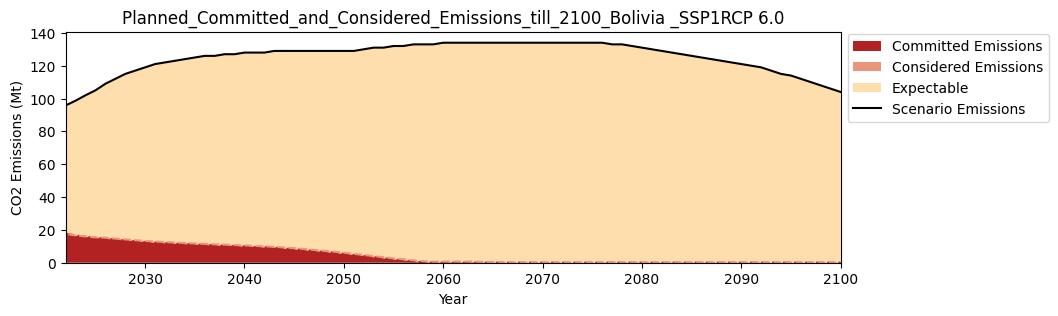 Planned_Committed_and_Considered_Emissions_till_2100_Bolivia _SSP1RCP 6.0
140
120
100
80
60
40
20
0
CO2 Emissions (Mt)
2030 2040 2050 2060 2070 2080 2090 2100
Year
Committed Emissions
Considered Emissions
Expectable
Scenario Emissions